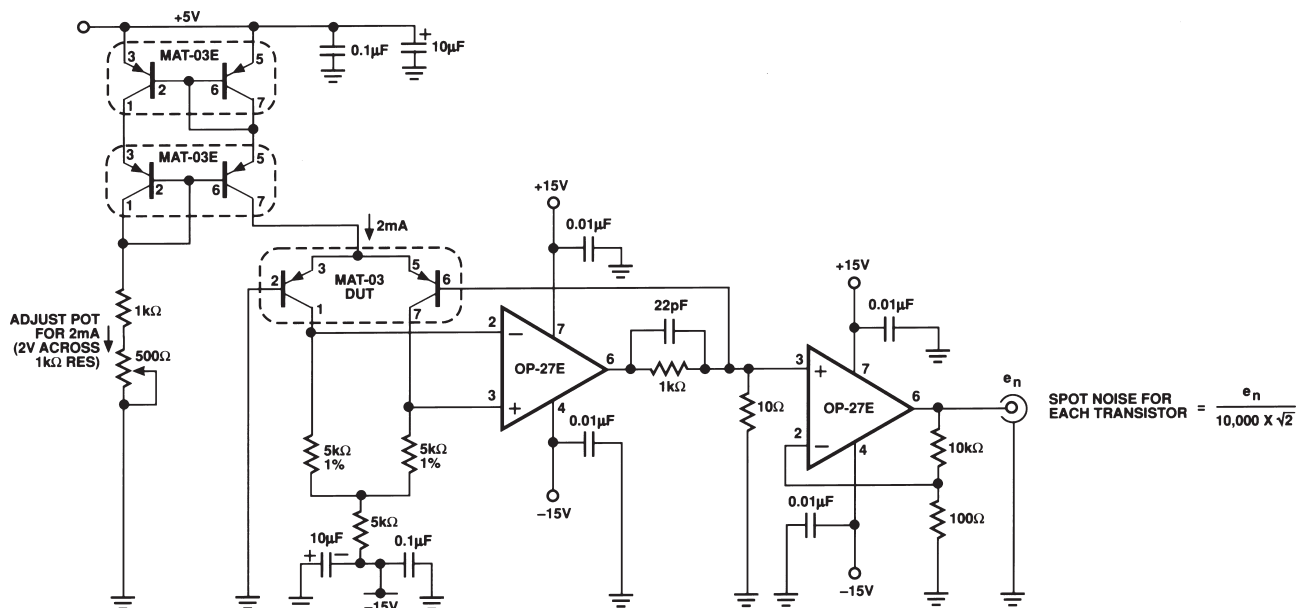 +5V
MAT-03E
3
5
2
6
1
7
0.1µF
+
10µF
MAT-03E
3
5
2
6
1
7
2mA
1kΩ
ADJUST POT
FOR 2mA
(2V ACROSS
1kΩ RES)
500Ω
2
3
5
6
MAT-03
DUT
1
7
5kΩ
1%
5kΩ
1%
5kΩ
10µF
+
–
0.1µF
–15V
+15V
0.01µF
2
–
7
6
OP-27E
3
+
4
0.01µF
–15V
22pF
1kΩ
10Ω
+15V
0.01µF
3
+
7
6
OP-27E
2
–
4
0.01µF
–15V
10kΩ
100Ω
en
SPOT NOISE FOR
EACH TRANSISTOR = en
10,000 X √2